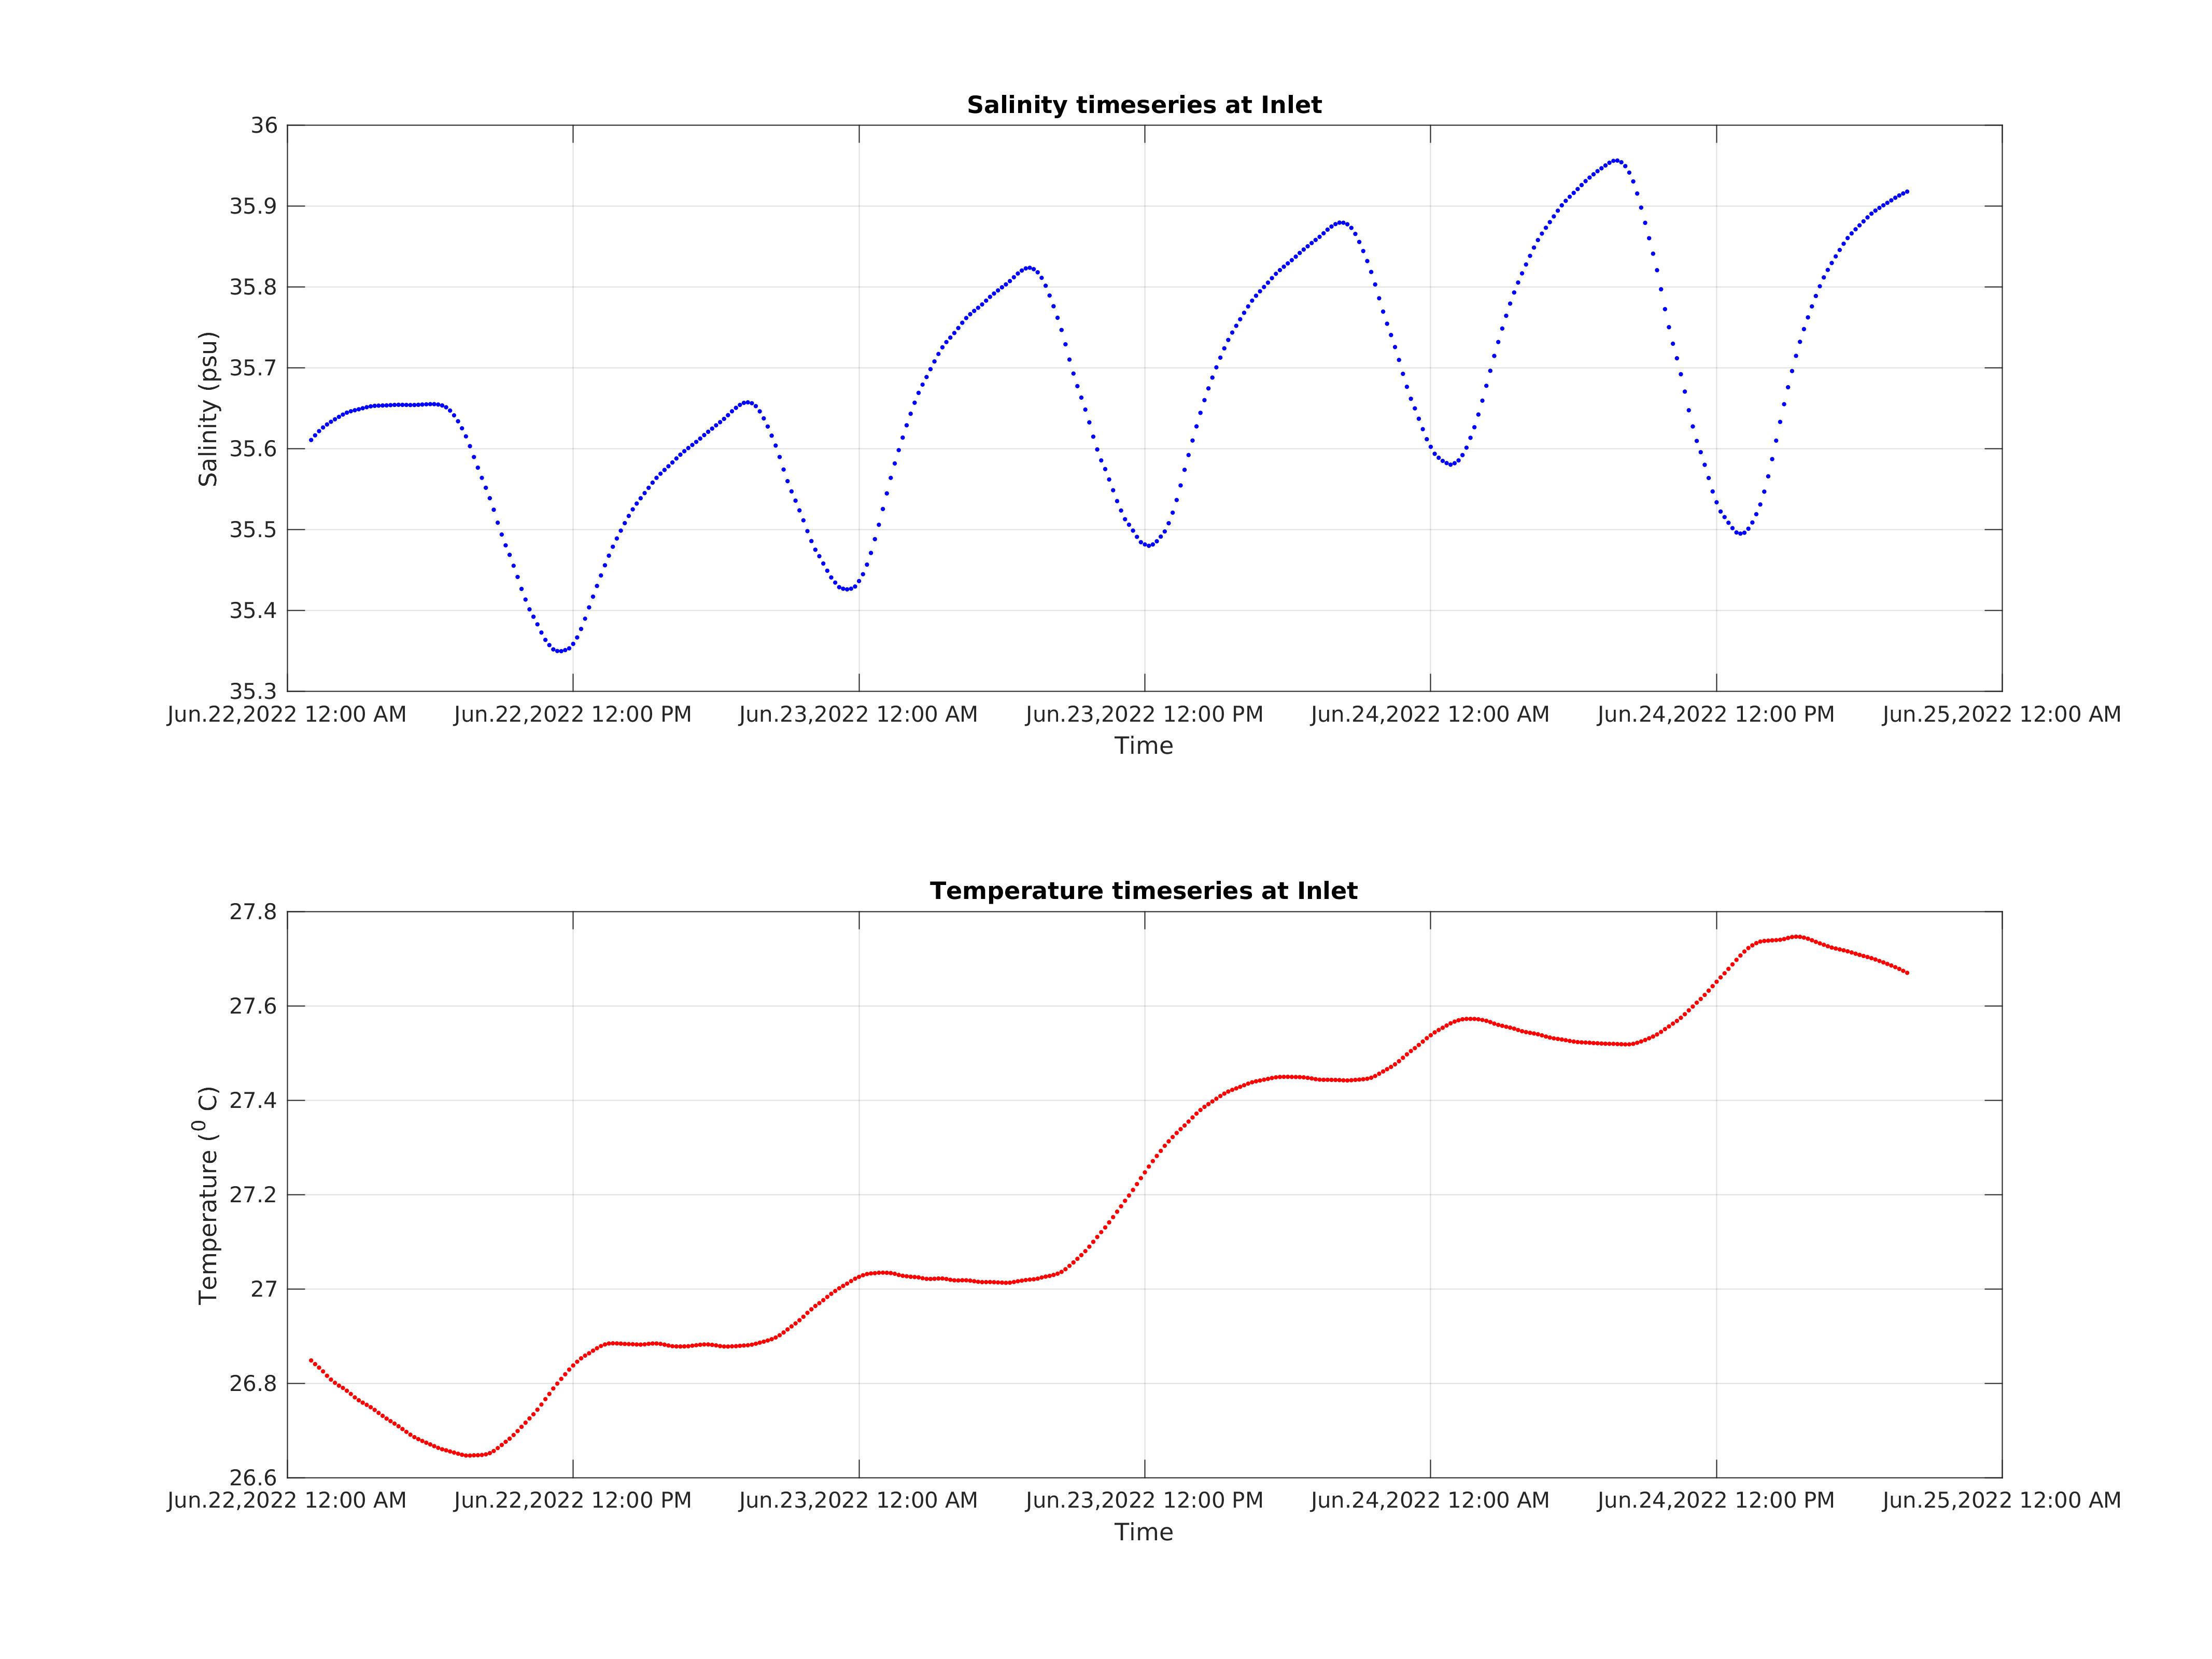 Salinity timeseries at Inlet
36
35.9
35.8
35.7
35.6
35.5
35.4
35.3
Salinity (psu)
Jun.22,2022 12:00 AM Jun.22,2022 12:00 PM Jun.23,2022 12:00 AM Jun.23,2022 12:00 PM Jun.24,2022 12:00 AM Jun.24,2022 12:00 PM Jun.25,2022 12:00 AM
Time
Temperature timeseries at Inlet
27.8
27.6
27.4
27.2
27
26.8
26.6
Temperature (⁰ C)
Jun.22,2022 12:00 AM Jun.22,2022 12:00 PM Jun.23,2022 12:00 AM Jun.23,2022 12:00 PM Jun.24,2022 12:00 AM Jun.24,2022 12:00 PM Jun.25,2022 12:00 AM
Time